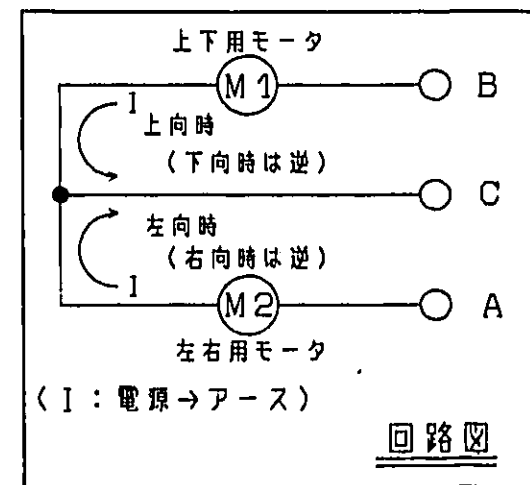 上下用モータ
M1
B
I
上向時
(下向時は逆)
C
左向時
(右向時は逆)
I
M2
A
左右用モータ
(I:電源→アース)
回路図